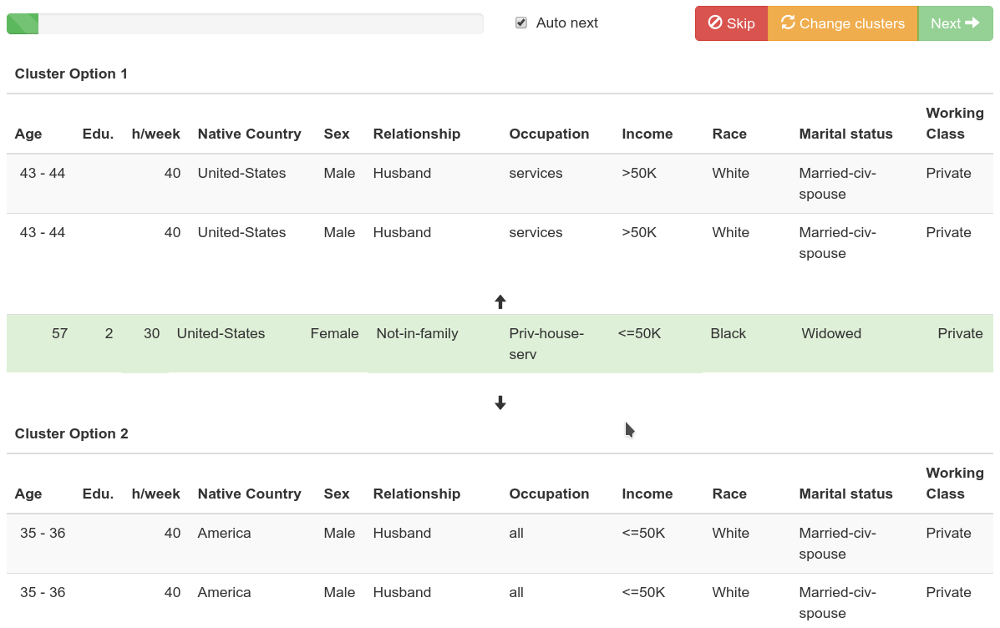 Auto next Skip Change clusters Next
Cluster Option 1
Working
Age Edu. h/week Native Country Sex Relationship Occupation Income Race Marital status Class
43 - 44 40 United-States Male Husband services >50K White Married-civ- Private
spouse
43 - 44 40 United-States Male Husband services >50K White Married-civ- Private
spouse
57 2 30 United-States Female Not-in-family Priv-house- <=50K Black Widowed Private
serv
Cluster Option 2
Working
Age Edu. h/week Native Country Sex Relationship Occupation Income Race Marital status Class
35 - 36 40 America Male Husband all <=50K White Married-civ- Private
spouse
35 - 36 40 America Male Husband all <=50K White Married-civ- Private
spouse